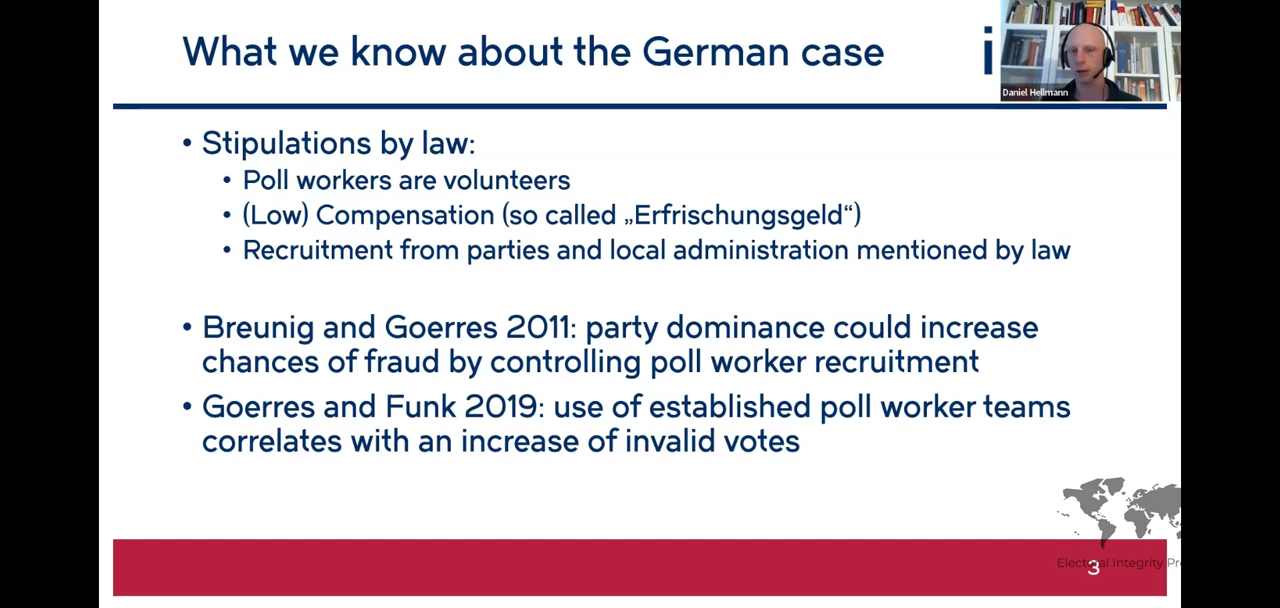 What we know about the German case
i
Daniel Hellmann
• Stipulations by law:
• Poll workers are volunteers
• (Low) Compensation (so called „Erfrischungsgeld“)
• Recruitment from parties and local administration mentioned by law
• Breunig and Goerres 2011: party dominance could increase
chances of fraud by controlling poll worker recruitment
• Goerres and Funk 2019: use of established poll worker teams
correlates with an increase of invalid votes
Electoral Integrity Pr
3